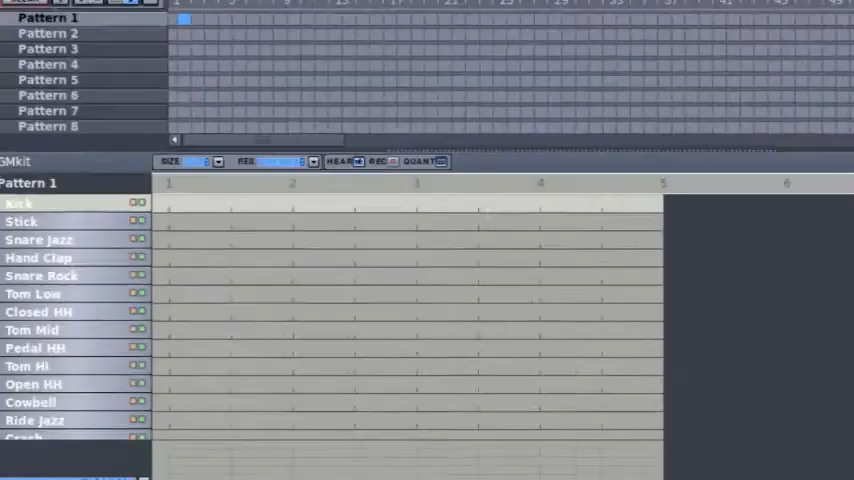 Pattern 1
Pattern 2
Pattern 3
Pattern 4
Pattern 5
Pattern 6
Pattern 7
Pattern 8
GMkit SIZE RES. HEAR REC QUANT
Pattern 1 1 2 3 4 5 6
Kick
Stick
Snare Jazz
Hand Clap
Snare Rock
Tom Low
Closed HH
Tom Mid
Pedal HH
Tom Hi
Open HH
Cowbell
Ride Jazz
Crash